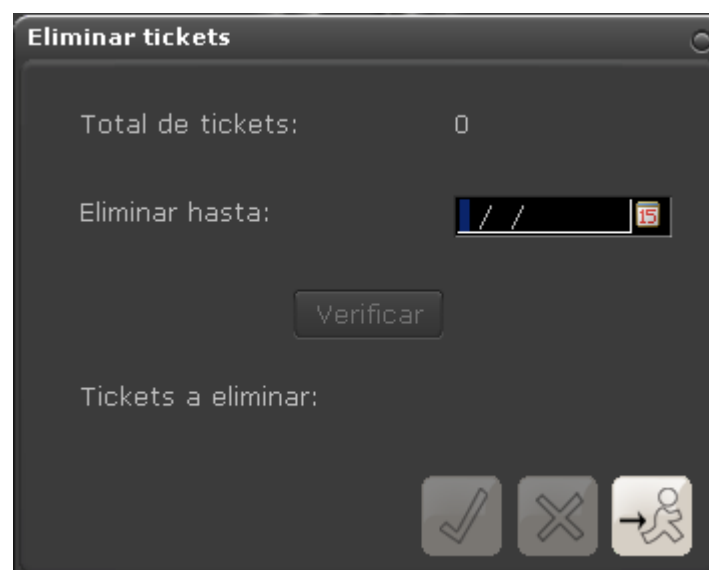 Eliminar tickets
Total de tickets: 0
Eliminar hasta: / / 15
Verificar
Tickets a eliminar: